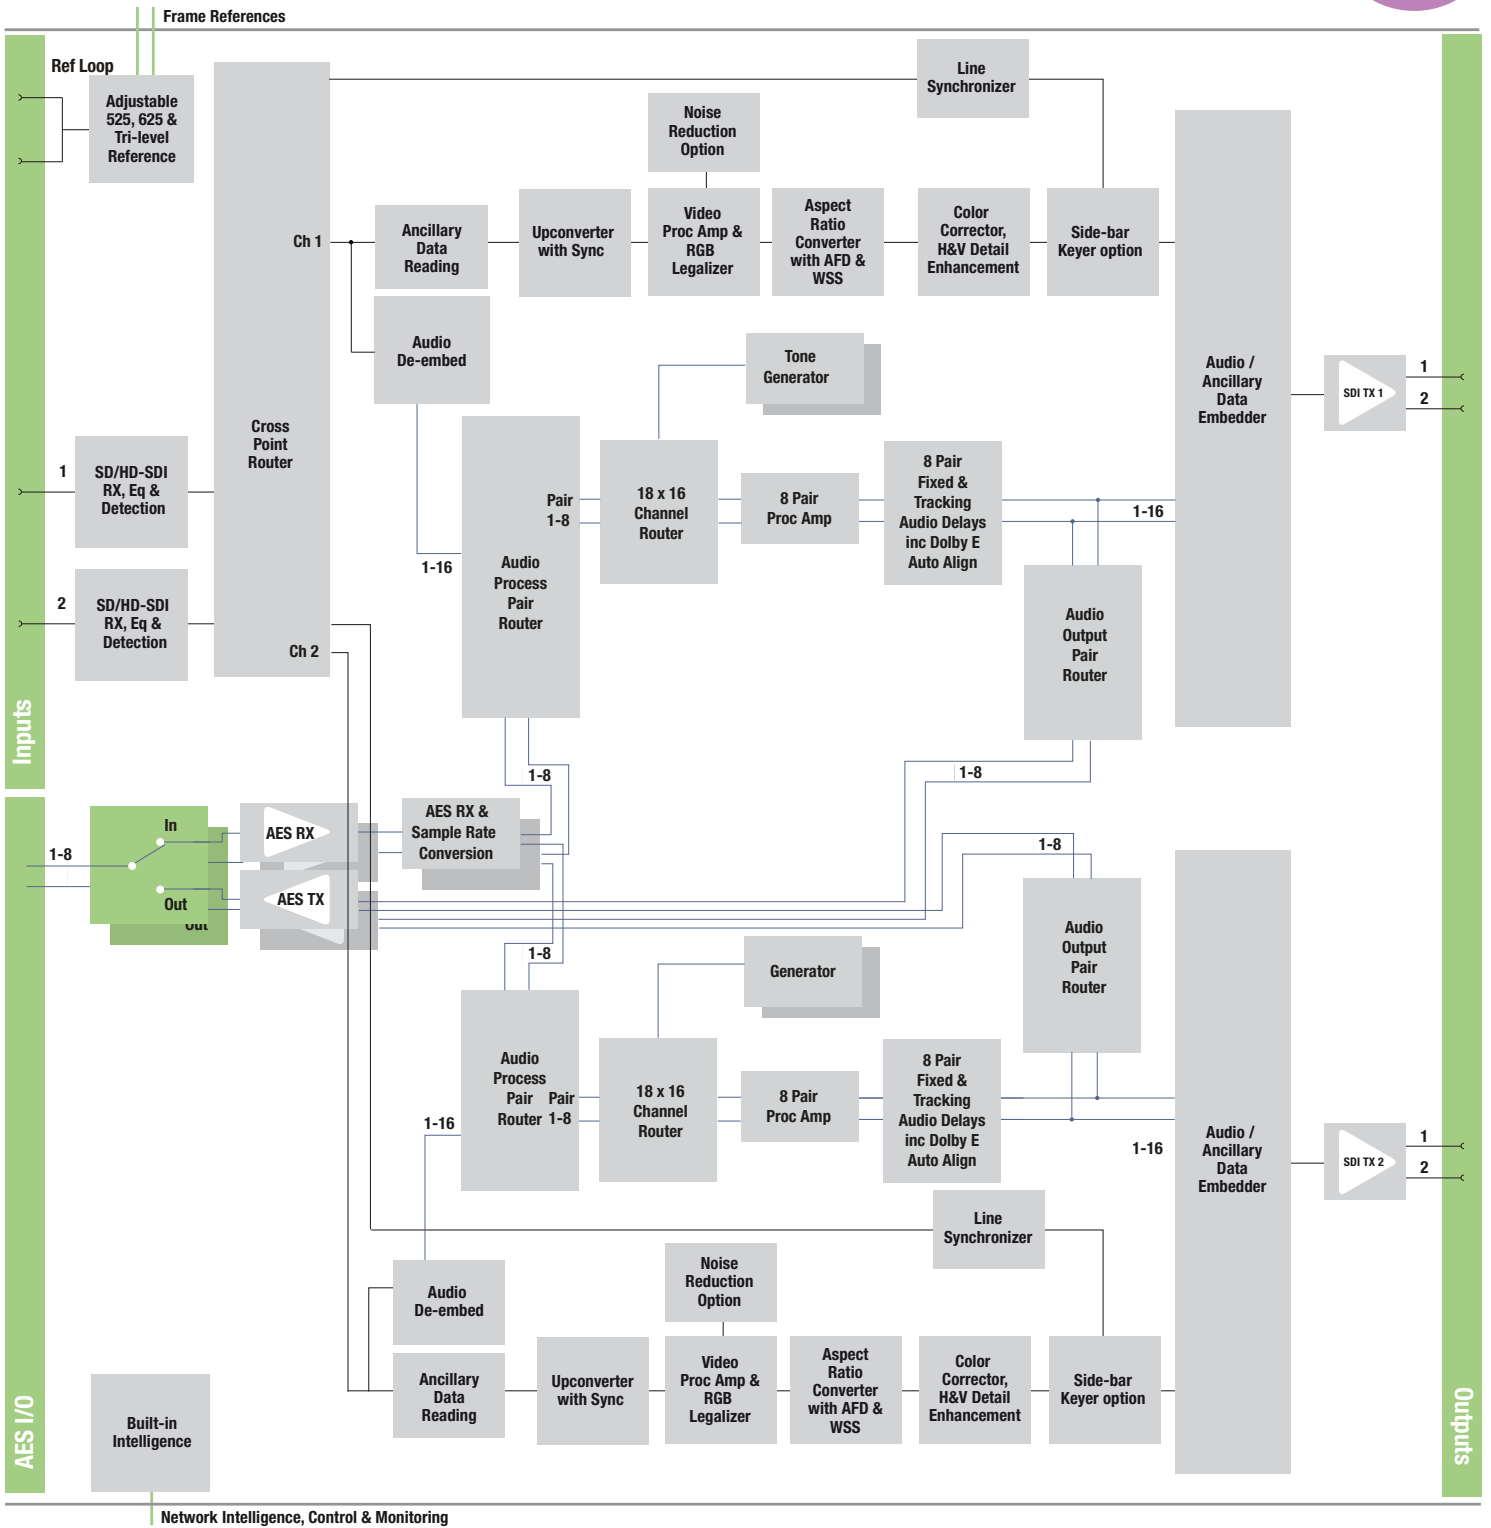 Frame References
Ref Loop
Adjustable
525, 625 &
Tri-level
Reference
Line
Synchronizer
Noise
Reduction
Option
Ch 1
Ancillary
Data
Reading
Upconverter
with Sync
Video
Proc Amp &
RGB
Legalizer
Aspect
Ratio
Converter
with AFD &
WSS
Color
Corrector,
H&V Detail
Enhancement
Side-bar
Keyer option
Audio
De-embed
Tone
Generator
Audio /
Ancillary
Data
Embedder
SDI TX 1
1
2
Cross
Point
Router
1
SD/HD-SDI
RX, Eq &
Detection
2
SD/HD-SDI
RX, Eq &
Detection
Ch 2
1-16
Audio
Process
Pair
Router
Pair
1-8
18 x 16
Channel
Router
8 Pair
Proc Amp
8 Pair
Fixed &
Tracking
Audio Delays
inc Dolby E
Auto Align
1-16
Audio
Output
Pair
Router
Inputs
1-8
1-8
1-8
In
Out
Out
AES RX
AES TX
AES RX &
Sample Rate
Conversion
1-8
1-8
Audio
Output
Pair
Router
Generator
Audio
Process
Pair
Router
Pair
1-8
1-16
18 x 16
Channel
Router
8 Pair
Proc Amp
8 Pair
Fixed &
Tracking
Audio Delays
inc Dolby E
Auto Align
1-16
Audio /
Ancillary
Data
Embedder
SDI TX 2
1
2
Line
Synchronizer
Noise
Reduction
Option
Audio
De-embed
Ancillary
Data
Reading
Upconverter
with Sync
Video
Proc Amp &
RGB
Legalizer
Aspect
Ratio
Converter
with AFD &
WSS
Color
Corrector,
H&V Detail
Enhancement
Side-bar
Keyer option
Built-in
Intelligence
AES I/O
Outputs
Network Intelligence, Control & Monitoring